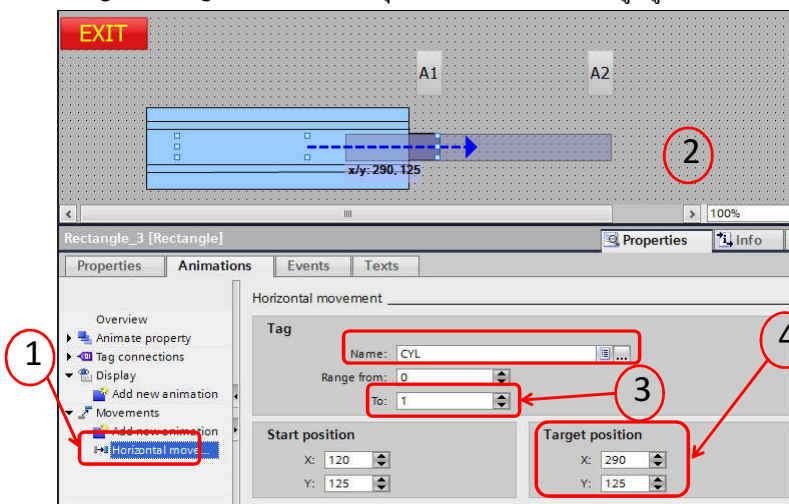 EXIT
A1
A2
x/y: 290, 125
2
100%
Rectangle_3 [Rectangle]
Properties
Info
Properties
Animations
Events
Texts
Horizontal movement
Overview
Animate property
Tag connections
Display
Add new animation
Movements
Add new animation
Horizontal move...
1
Tag
Name: CYL
...
Range from: 0
To: 1
3
4
Start position
X: 120
Y: 125
Target position
X: 290
Y: 125